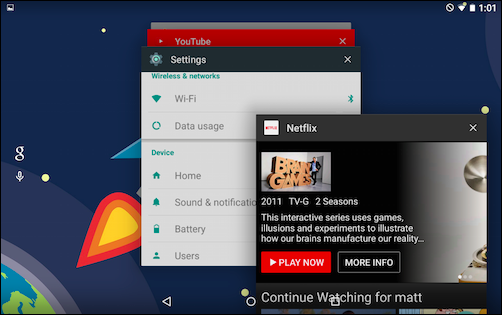 1:01
YouTube
Settings
Wireless & networks
Wi-Fi
Data usage
Device
Home
Sound & notificatio
Battery
Users
g
NETFLIX
Netflix
BRAIN
GAMES
2011 TV-G 2 Seasons
This interactive series uses games,
illusions and experiments to illustrate
how our brains manufacture our reality...
PLAY NOW
MORE INFO
Continue Watching for matt